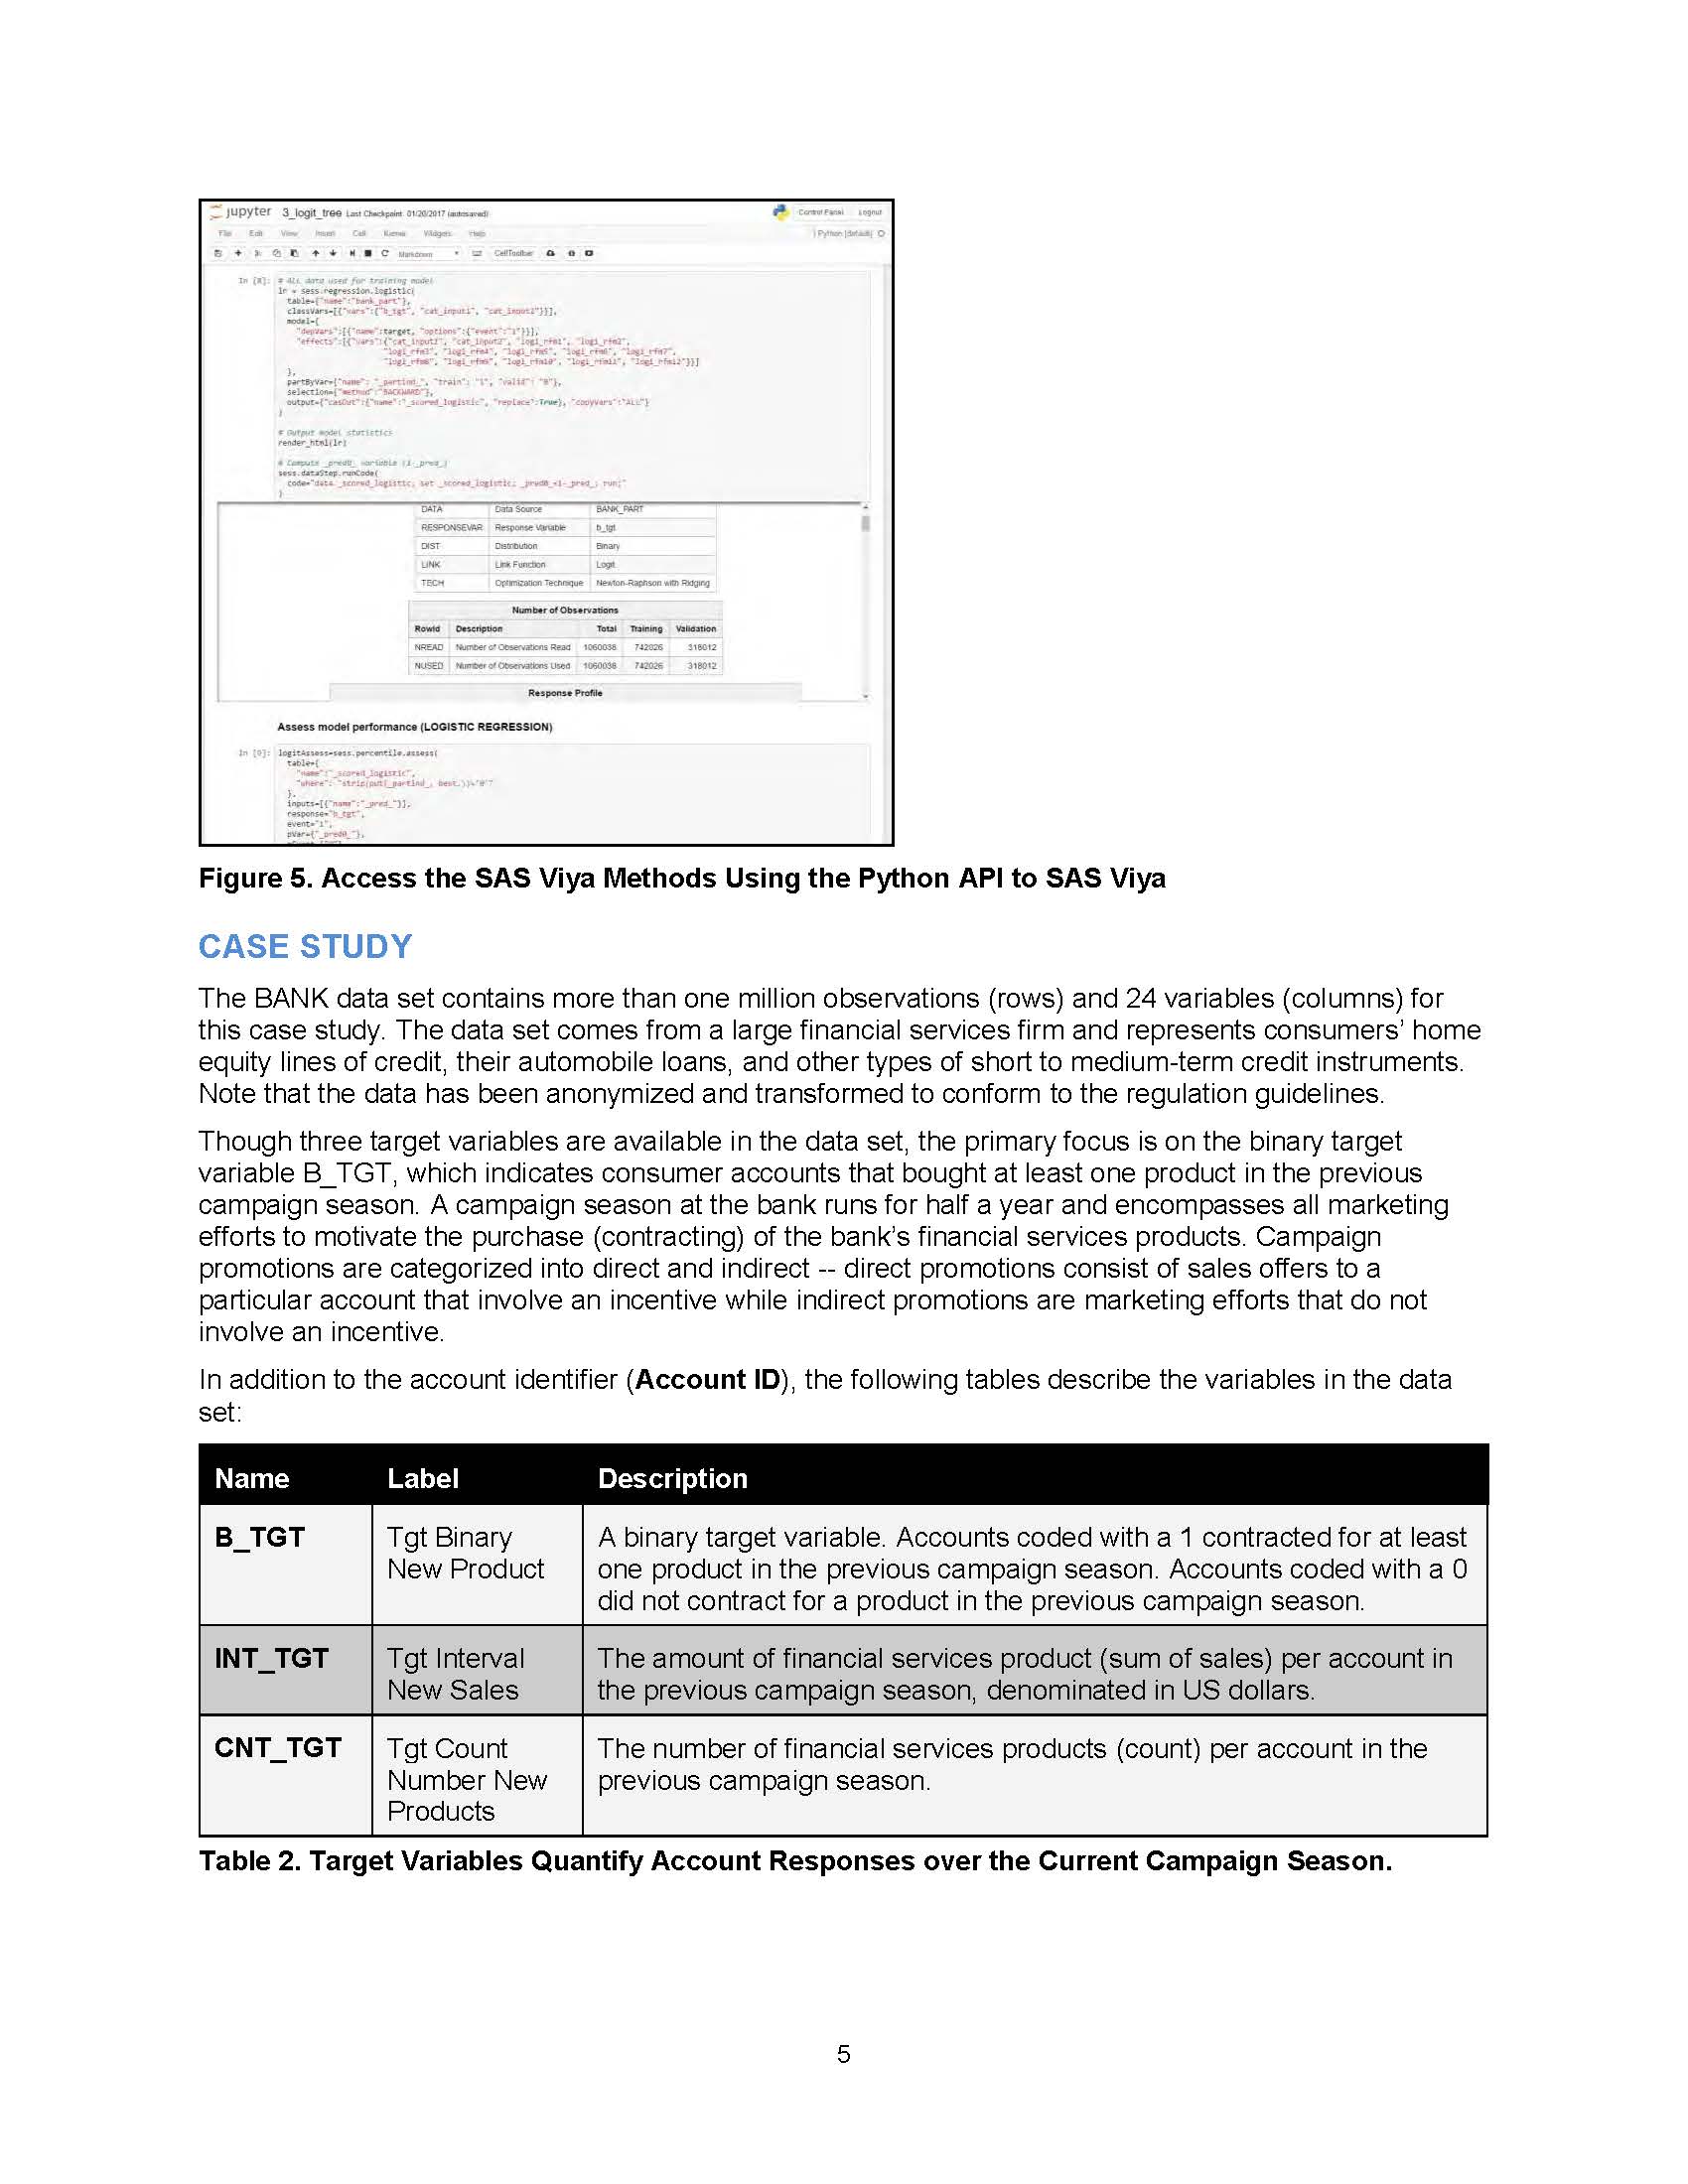 jupyter 3_logit_tree Last Checkpoint: 01/20/2017 (autosaved)
Control Panel Logout
File Edit View Insert Cell Kernel Widgets Help
Python [default]
Markdown CellToolbar
In [8]: # ALL data used for training model
lr = sess.regression.logistic(
table={"name":"bank_part"},
classVars=[{"vars":{"b_tgt", "cat_input1", "cat_input2"}}],
model={
"depVars":[{"name":target, "options":{"event":"1"}}],
"effects":[{"vars":{"cat_input1", "cat_input2", "logi_rfm1", "logi_rfm2",
"logi_rfm3", "logi_rfm4", "logi_rfm5", "logi_rfm6", "logi_rfm7",
"logi_rfm8", "logi_rfm9", "logi_rfm10", "logi_rfm11", "logi_rfm12"}}]
},
partByVar={"name": "_partind_", "train": "1", "valid": "0"},
selection={"method":"BACKWARD"},
output={"casOut":{"name":"_scored_logistic", "replace":True}, "copyVars":"ALL"}
)
# Output model statistics
render_html(lr)
# Compute _pred0_ variable (1-_pred_)
sess.dataStep.runCode(
code="data _scored_logistic; set _scored_logistic; _pred0_=1-_pred_; run;"
)
DATA Data Source BANK_PART
RESPONSEVAR Response Variable b_tgt
DIST Distribution Binary
LINK Link Function Logit
TECH Optimization Technique Newton-Raphson with Ridging
Number of Observations
RowId Description Total Training Validation
NREAD Number of Observations Read 1060038 742026 318012
NUSED Number of Observations Used 1060038 742026 318012
Response Profile
Assess model performance (LOGISTIC REGRESSION)
In [9]: logitAssess=sess.percentile.assess(
table={
"name":"_scored_logistic",
"where": "strip(put(_partind_, best.))='0'"
},
inputs=[{"name":"_pred_"}],
response="b_tgt",
event="1",
pVar={"_pred0_"},
Figure 5. Access the SAS Viya Methods Using the Python API to SAS Viya
CASE STUDY
The BANK data set contains more than one million observations (rows) and 24 variables (columns) for
this case study. The data set comes from a large financial services firm and represents consumers' home
equity lines of credit, their automobile loans, and other types of short to medium-term credit instruments.
Note that the data has been anonymized and transformed to conform to the regulation guidelines.
Though three target variables are available in the data set, the primary focus is on the binary target
variable B_TGT, which indicates consumer accounts that bought at least one product in the previous
campaign season. A campaign season at the bank runs for half a year and encompasses all marketing
efforts to motivate the purchase (contracting) of the bank's financial services products. Campaign
promotions are categorized into direct and indirect -- direct promotions consist of sales offers to a
particular account that involve an incentive while indirect promotions are marketing efforts that do not
involve an incentive.
In addition to the account identifier (Account ID), the following tables describe the variables in the data
set:
Name Label Description
B_TGT Tgt Binary A binary target variable. Accounts coded with a 1 contracted for at least
New Product one product in the previous campaign season. Accounts coded with a 0
did not contract for a product in the previous campaign season.
INT_TGT Tgt Interval The amount of financial services product (sum of sales) per account in
New Sales the previous campaign season, denominated in US dollars.
CNT_TGT Tgt Count The number of financial services products (count) per account in the
Number New previous campaign season.
Products
Table 2. Target Variables Quantify Account Responses over the Current Campaign Season.
5